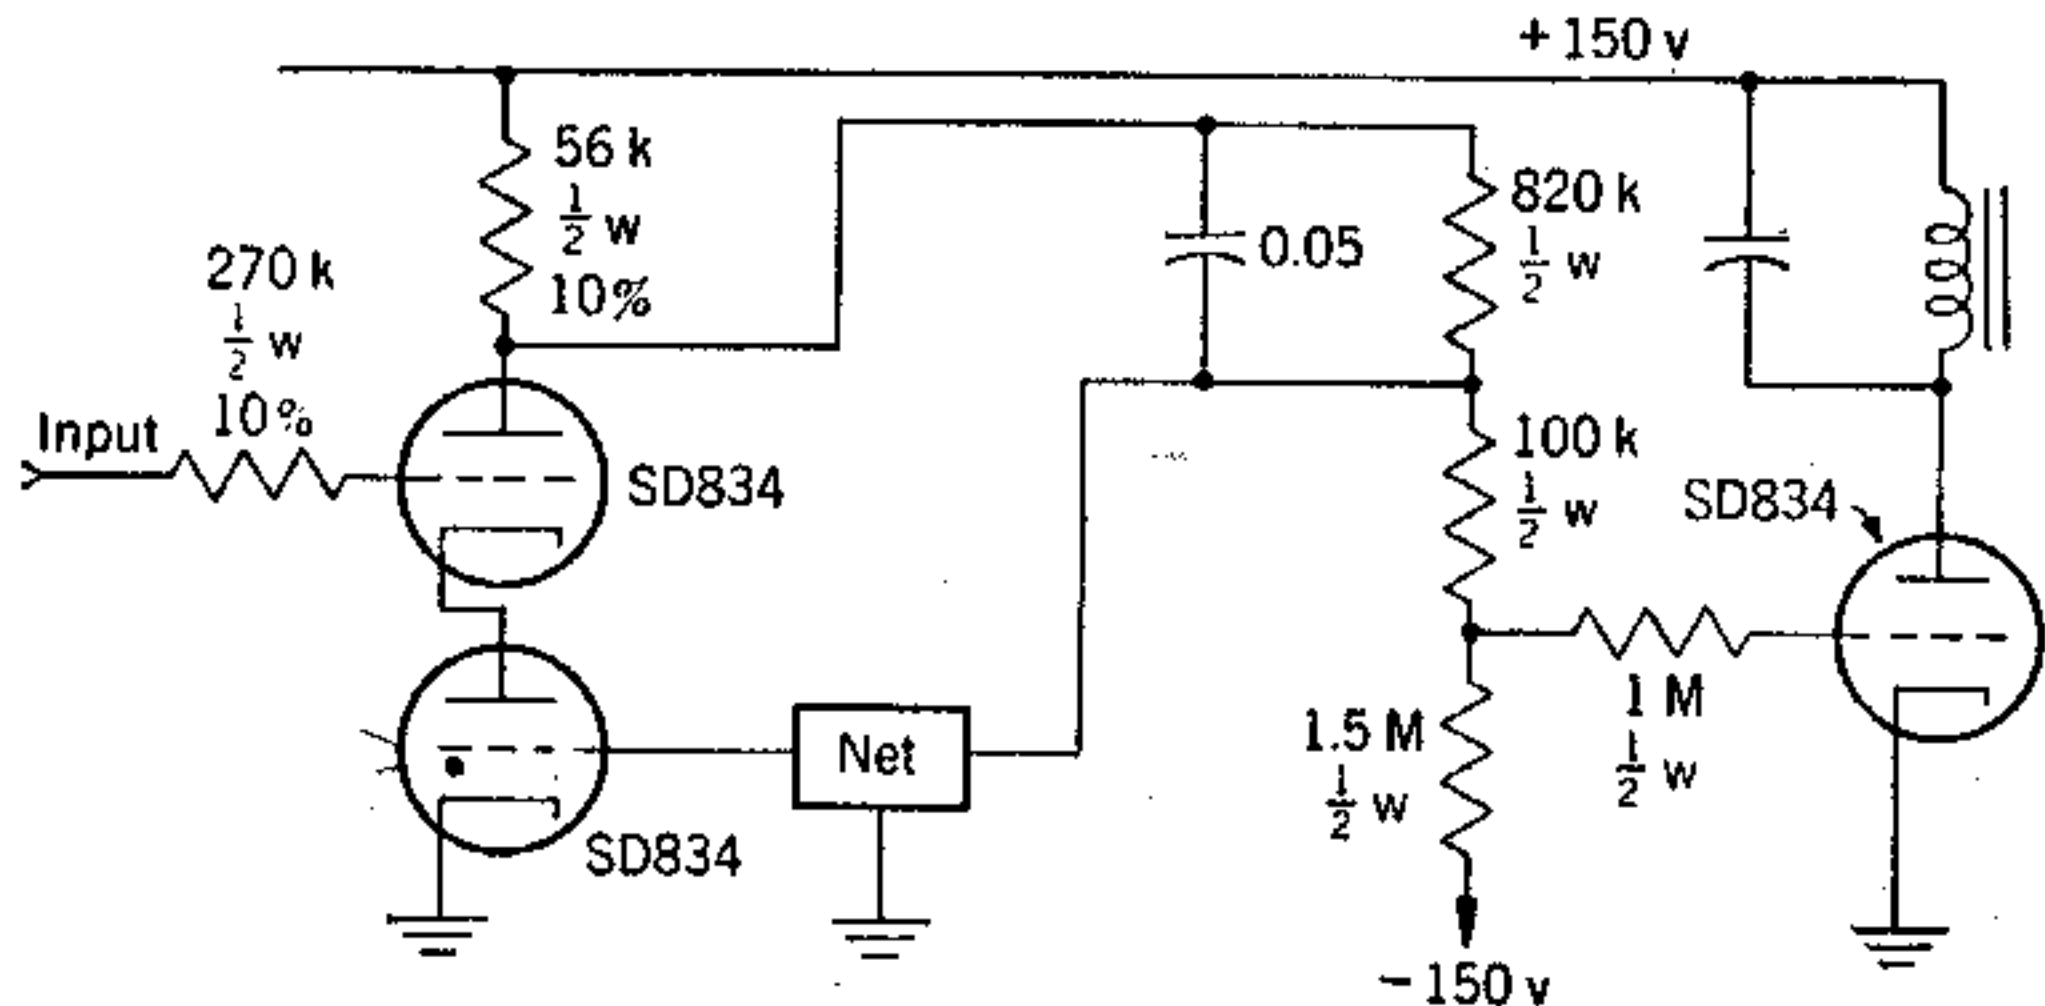 + 150 v
56 k
1/2 w
10%
820 k
1/2 w
0.05
270 k
1/2 w
10%
Input
SD834
100 k
1/2 w
SD834
1.5 M
1/2 w
1 M
1/2 w
Net
SD834
- 150 v